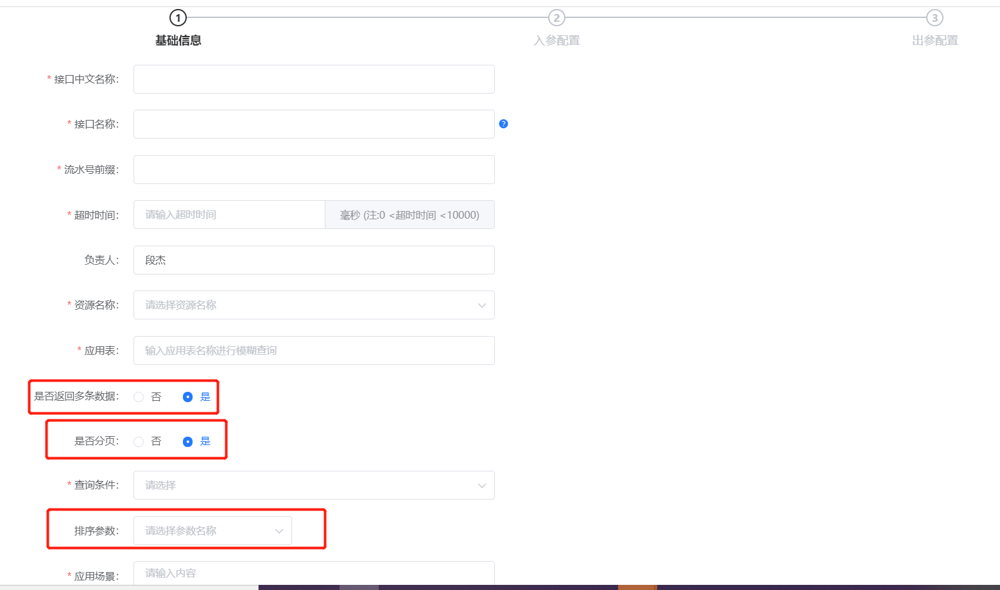 1
2
3
基础信息
入参配置
出参配置
* 接口中文名称:
* 接口名称:
?
* 流水号前缀:
* 超时时间:
请输入超时时间
毫秒 (注:0 <超时时间 <10000)
负责人:
段杰
* 资源名称:
请选择资源名称
* 应用表:
输入应用表名称进行模糊查询
是否返回多条数据:
否
是
是否分页:
否
是
* 查询条件:
请选择
排序参数:
请选择参数名称
* 应用场景:
请输入内容